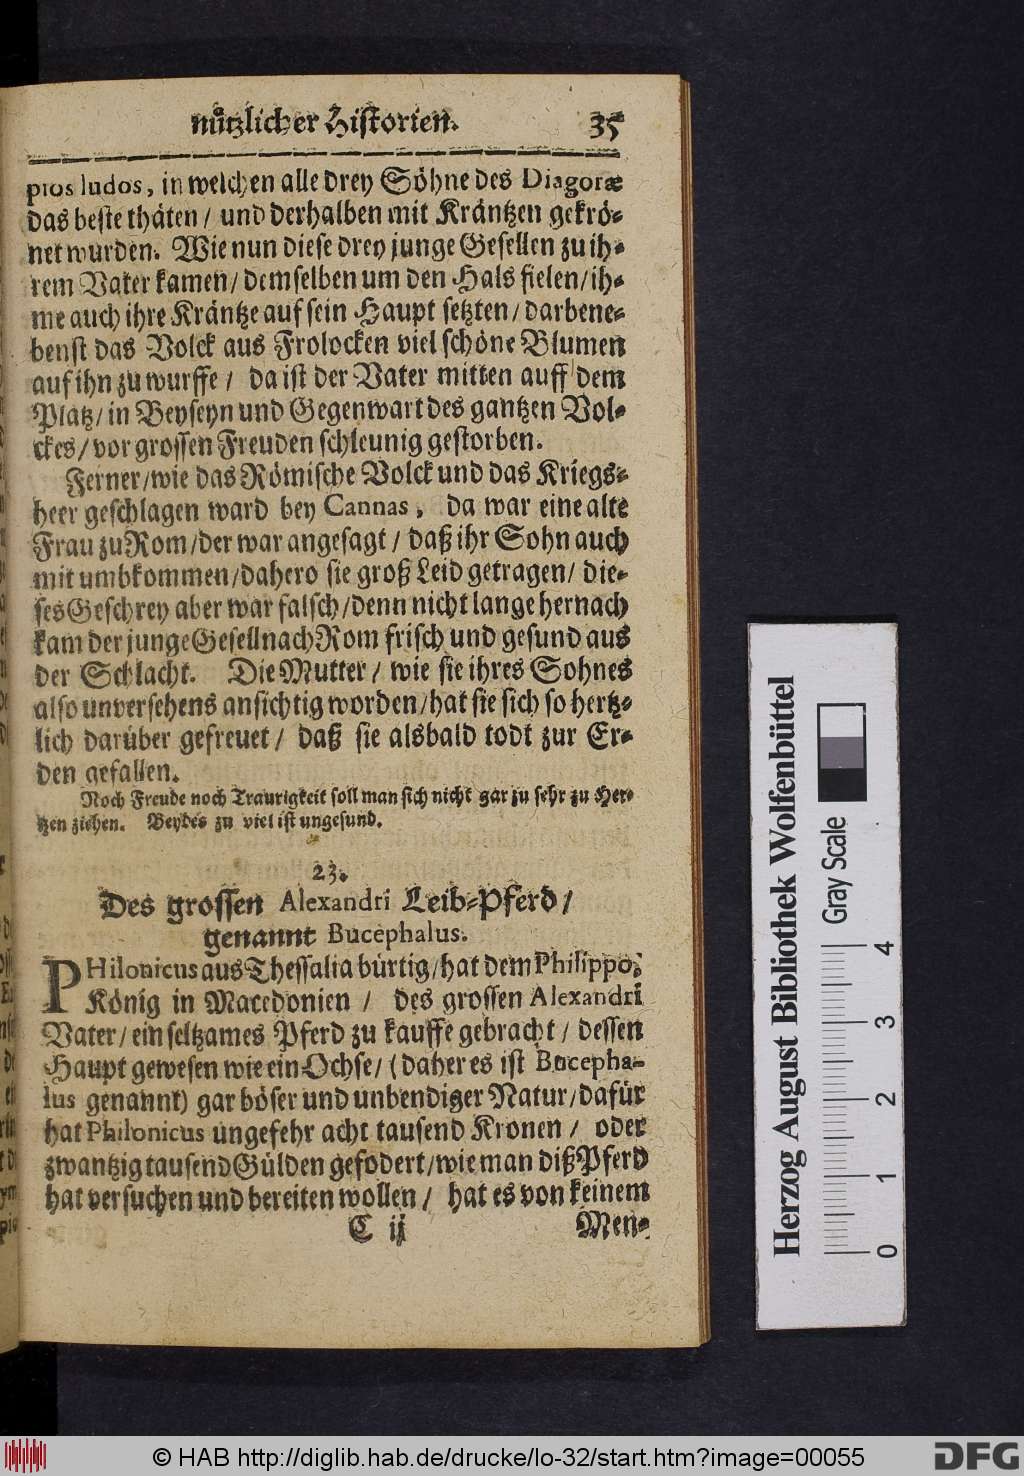 nützlicher Historien. 35
pios ludos, in welchen alle drey Söhne des Diagoræ
das beste thäten / und derhalben mit Kräntzen gekrö-
net wurden. Wie nun diese drey junge Gesellen zu ih-
rem Vater kamen / demselben um den Hals fielen / ih-
me auch ihre Kräntze auf sein Haupt setzten / darbene-
benst das Volck aus Frolocken viel schöne Blumen
auf ihn zu wurffe / da ist der Vater mitten auff dem
Platz / in Beyseyn und Gegenwart des gantzen Vol-
ckes / vor grossen Freuden schleunig gestorben.
Ferner / wie das Römische Volck und das Kriegs-
heer geschlagen ward bey Cannas, da war eine alte
Frau zu Rom / der war angesagt / daß ihr Sohn auch
mit umbkommen / dahero sie groß Leid getragen / die-
ses Geschrey aber war falsch / denn nicht lange hernach
kam der junge Gesell nach Rom frisch und gesund aus
der Schlacht. Die Mutter / wie sie ihres Sohnes
also unversehens ansichtig worden / hat sie sich so hertz-
lich darüber gefreuet / daß sie alsbald todt zur Er-
den gefallen.
Noch Freude noch Traurigkeit soll man sich nicht gar zu sehr zu Her-
tzen ziehen. Beydes zu viel ist ungesund.
23.
Des grossen Alexandri Leib-Pferd /
genannt Bucephalus.
PHilonicus aus Thessalia bürtig / hat dem Philippo,
König in Macedonien / des grossen Alexandri
Vater / ein seltzames Pferd zu kauffe gebracht / dessen
Haupt gewesen wie ein Ochse / (daher es ist Bucepha-
lus genannt) gar böser und unbendiger Natur / dafür
hat Philonicus ungefehr acht tausend Kronen / oder
zwantzig tausend Gülden gefodert / wie man diß Pferd
hat versuchen und bereiten wollen / hat es von keinem
C ij Men-
Herzog August Bibliothek Wolfenbüttel
Gray Scale
0 1 2 3 4
© HAB http://diglib.hab.de/drucke/lo-32/start.htm?image=00055
DFG